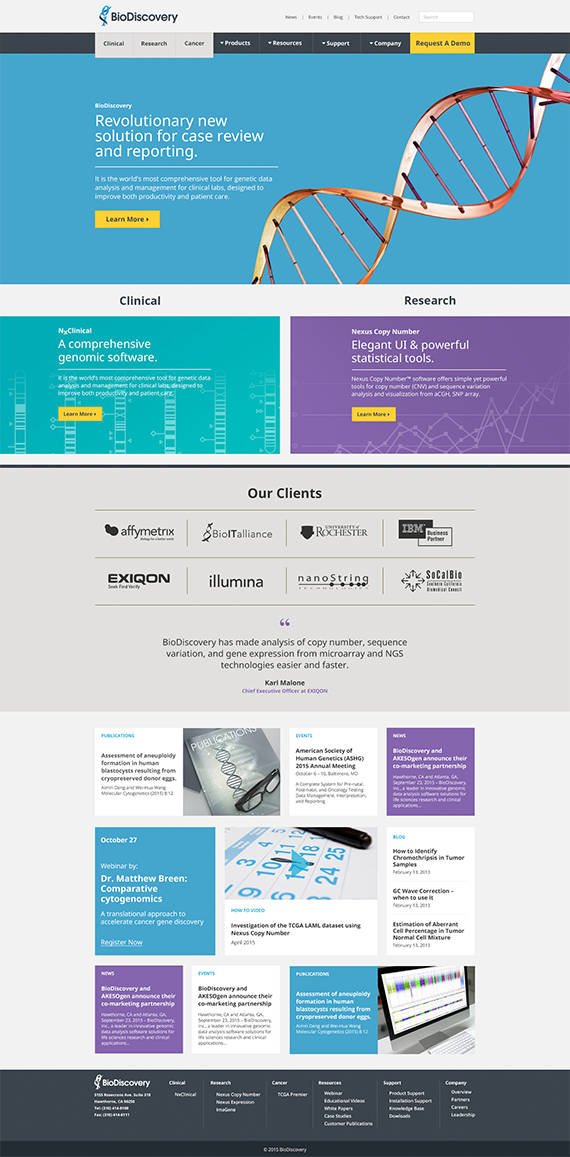 BioDiscovery
News | Events | Blog | Tech Support | Contact
Search
Clinical
Research
Cancer
Products
Resources
Support
Company
Request A Demo
BioDiscovery
Revolutionary new
solution for case review
and reporting.
It is the world's most comprehensive tool for genetic data
analysis and management for clinical labs, designed to
improve both productivity and patient care.
Learn More
Clinical
NxClinical
A comprehensive
genomic software.
It is the world's most comprehensive tool for genetic data
analysis and management for clinical labs, designed to
improve both productivity and patient care.
Learn More
Research
Nexus Copy Number
Elegant UI & powerful
statistical tools.
Nexus Copy Number™ software offers simple yet powerful
tools for copy number (CNV) and sequence variation
analysis and visualization from aCGH, SNP array.
Learn More
Our Clients
affymetrix
BioITalliance
UNIVERSITY of
ROCHESTER
IBM
Business
Partner
EXIQON
Seek Find Verify
illumina
nanoString
TECHNOLOGIES
SoCalBio
Southern California
Biomedical Council
“
BioDiscovery has made analysis of copy number, sequence
variation, and gene expression from microarray and NGS
technologies easier and faster.
Karl Malone
Chief Executive Officer at EXIQON
PUBLICATIONS
Assessment of aneuploidy
formation in human
blastocysts resulting from
cryopreserved donor eggs.
Aimin Deng and Wei-Hua Wang
Molecular Cytogenetics (2015) 8:12
PUBLICATIONS
EVENTS
American Society of
Human Genetics (ASHG)
2015 Annual Meeting
October 6 – 10, Baltimore, MD
A Complete System for Pre-natal,
Post-natal, and Oncology Testing
Data Management, Interpretation,
and Reporting
NEWS
BioDiscovery and
AKESOgen announce their
co-marketing partnership
Hawthorne, CA and Atlanta, GA,
September 23, 2015 – BioDiscovery,
Inc., a leader in innovative genomic
data analysis software solutions for
life sciences research and clinical
applications...
October 27
Webinar by:
Dr. Matthew Breen:
Comparative
cytogenomics
A translational approach to
accelerate cancer gene discovery
Register Now
HOW TO VIDEO
Investigation of the TCGA LAML dataset using
Nexus Copy Number
April 2015
BLOG
How to Identify
Chromothripsis in Tumor
Samples
February 13, 2013
GC Wave Correction –
when to use it
February 13, 2013
Estimation of Aberrant
Cell Percentage in Tumor
Normal Cell Mixture
February 13, 2013
NEWS
BioDiscovery and
AKESOgen announce their
co-marketing partnership
Hawthorne, CA and Atlanta, GA,
September 23, 2015 – BioDiscovery,
Inc., a leader in innovative genomic
data analysis software solutions for
life sciences research and clinical
applications...
EVENTS
BioDiscovery and
AKESOgen announce their
co-marketing partnership
Hawthorne, CA and Atlanta, GA,
September 23, 2015 – BioDiscovery,
Inc., a leader in innovative genomic
data analysis software solutions for
life sciences research and clinical
applications...
PUBLICATIONS
Assessment of aneuploidy
formation in human
blastocysts resulting from
cryopreserved donor eggs.
Aimin Deng and Wei-Hua Wang
Molecular Cytogenetics (2015) 8:12
BioDiscovery
5155 Rosecrans Ave. Suite 310
Hawthorne, CA 90250
Tel: (310) 414-8100
Fax: (310) 414-8111
Clinical
NxClinical
Research
Nexus Copy Number
Nexus Expression
ImaGene
Cancer
TCGA Premier
Resources
Webinar
Educational Videos
White Papers
Case Studies
Customer Publications
Support
Product Support
Installation Support
Knowledge Base
Dowloads
Company
Overview
Partners
Careers
Leadership
© 2015 BioDiscovery